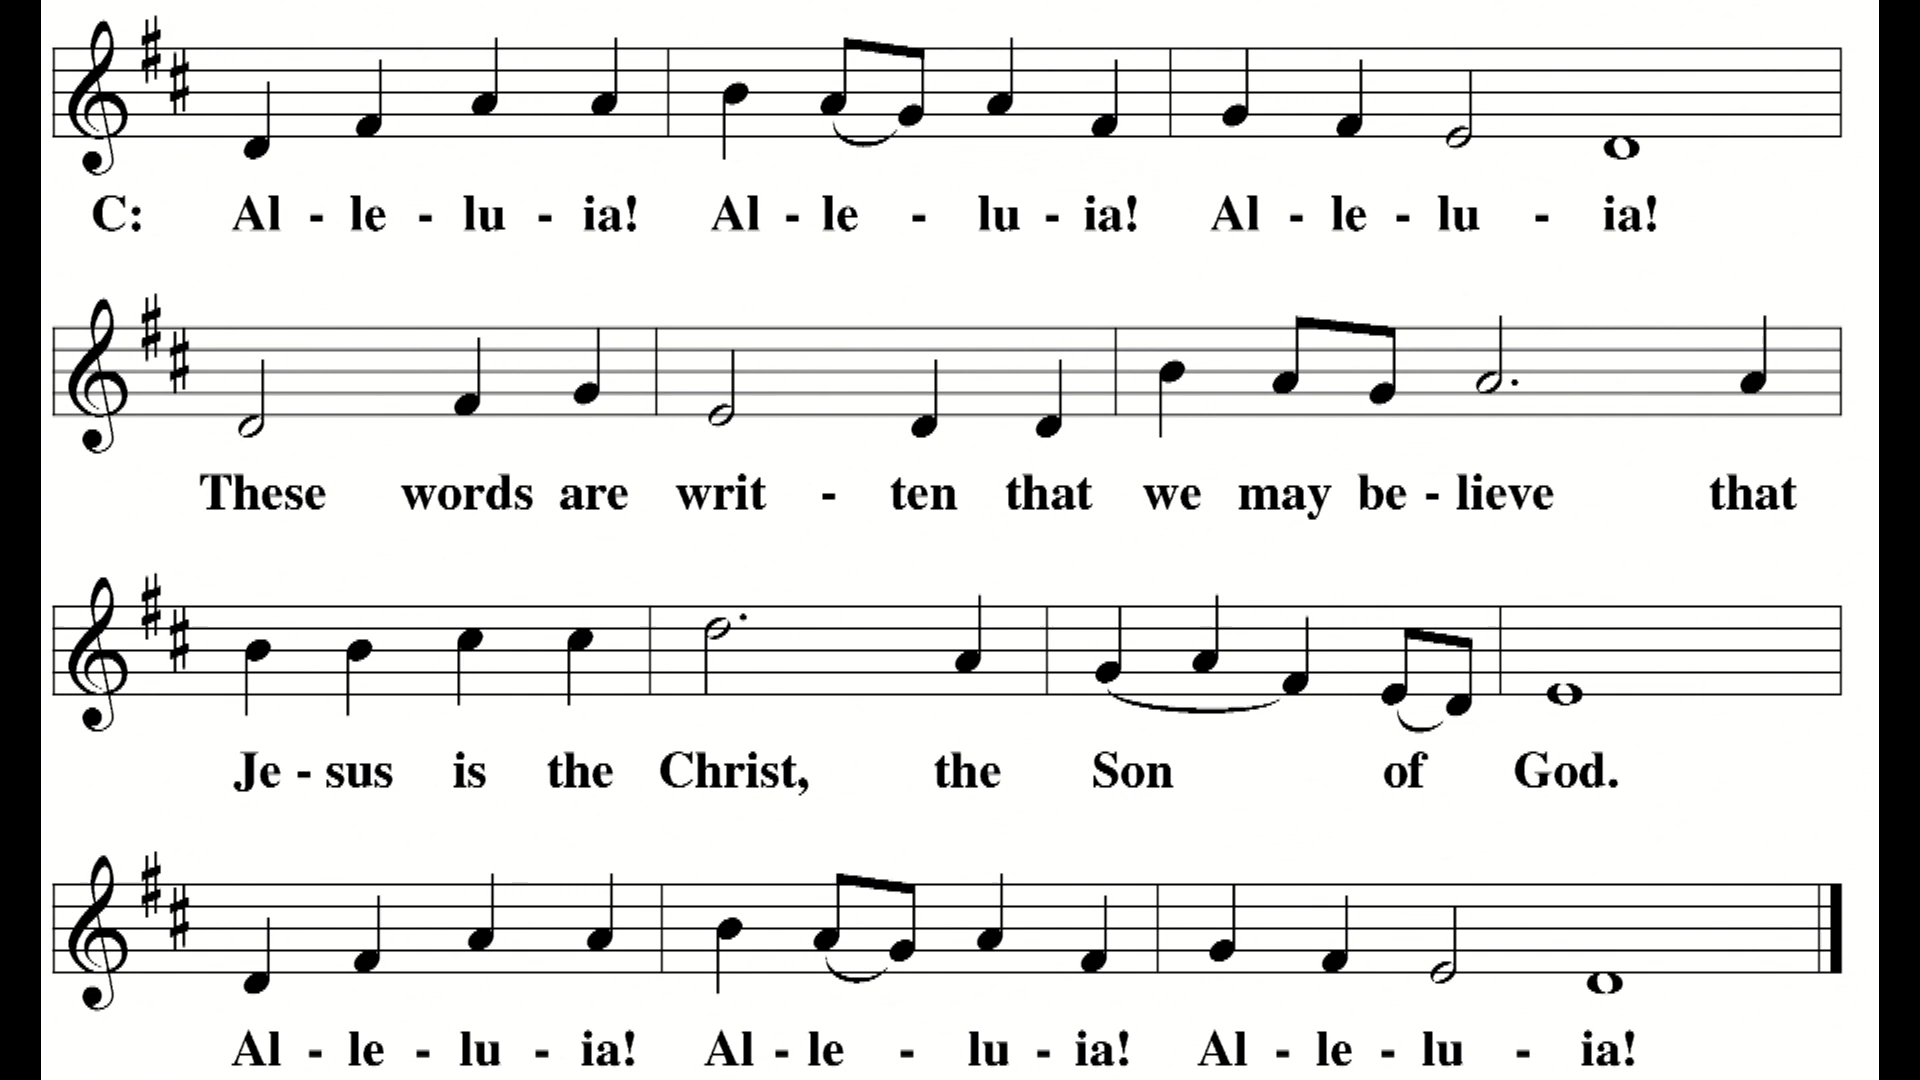 C: Al - le - lu - ia! Al - le - lu - ia! Al - le - lu - ia!
These words are writ - ten that we may be - lieve that
Je - sus is the Christ, the Son of God.
Al - le - lu - ia! Al - le - lu - ia! Al - le - lu - ia!